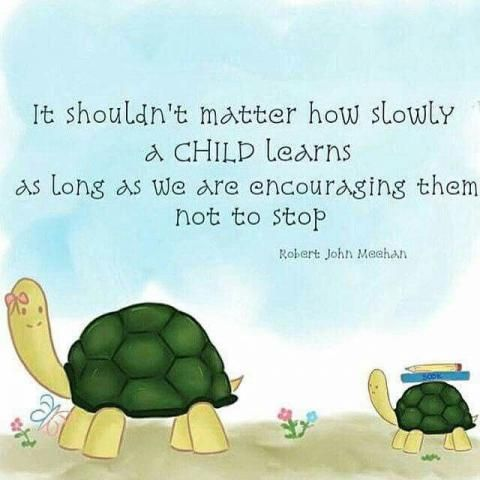 It shouldn't matter how slowly
a CHILD learns
as long as we are encouraging them
not to stop
Robert John Meehan
BOOK